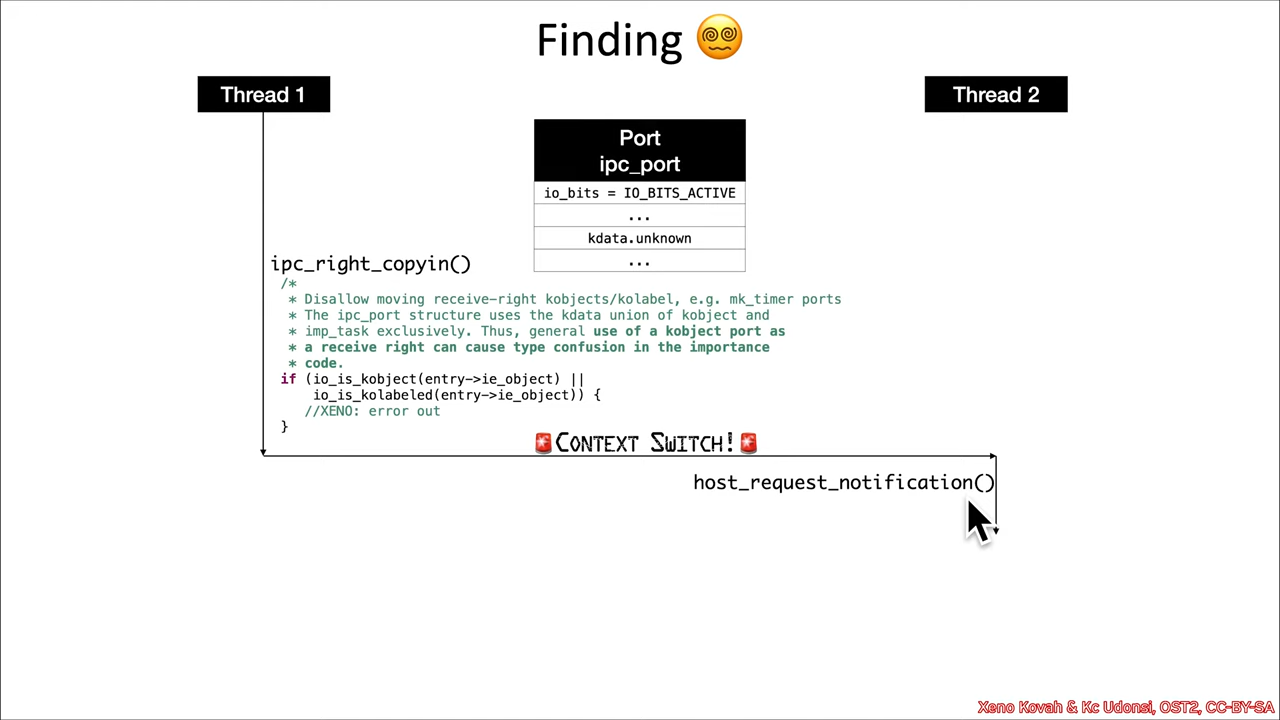 Finding 😵‍💫
Thread 1
Thread 2
Port
ipc_port
io_bits = IO_BITS_ACTIVE
...
kdata.unknown
...
ipc_right_copyin()
/*
* Disallow moving receive-right kobjects/kolabel, e.g. mk_timer ports
* The ipc_port structure uses the kdata union of kobject and
* imp_task exclusively. Thus, general use of a kobject port as
* a receive right can cause type confusion in the importance
* code.
if (io_is_kobject(entry->ie_object) ||
io_is_kolabeled(entry->ie_object)) {
//XENO: error out
}
🚨Context Switch!🚨
host_request_notification()
Xeno Kovah & Kc Udonsi, OST2, CC-BY-SA